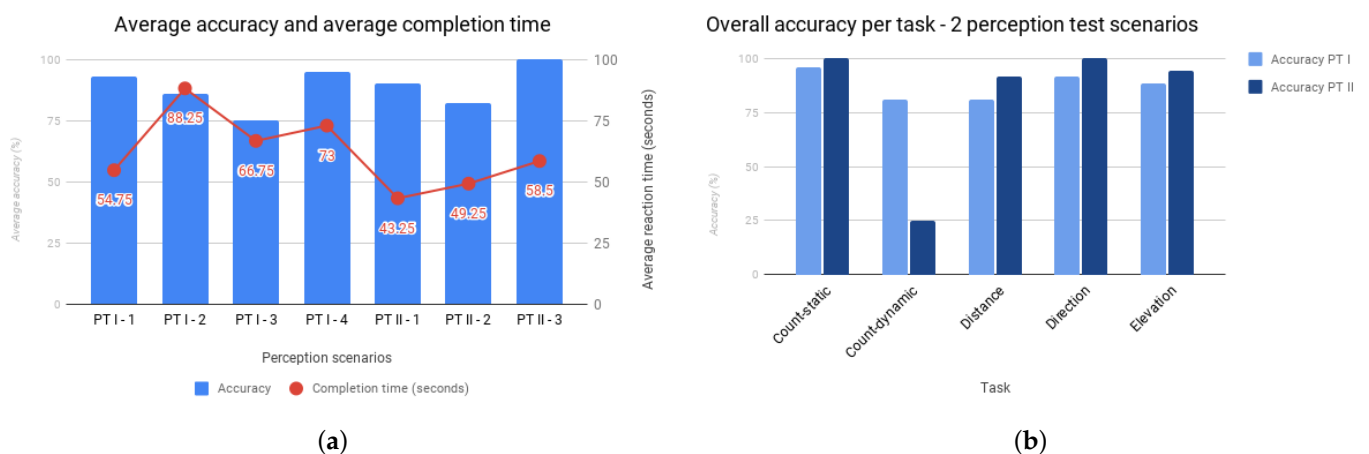 Average accuracy and average completion time
Average accuracy (%)
100
75
50
25
0
54.75
88.25
66.75
73
43.25
49.25
58.5
100
75
50
25
0
Average reaction time (seconds)
PT I - 1 PT I - 2 PT I - 3 PT I - 4 PT II - 1 PT II - 2 PT II - 3
Perception scenarios
Accuracy Completion time (seconds)
(a)
Overall accuracy per task - 2 perception test scenarios
Accuracy PT I
Accuracy PT II
Accuracy (%)
100
75
50
25
0
Count-static
Count-dynamic
Distance
Direction
Elevation
Task
(b)